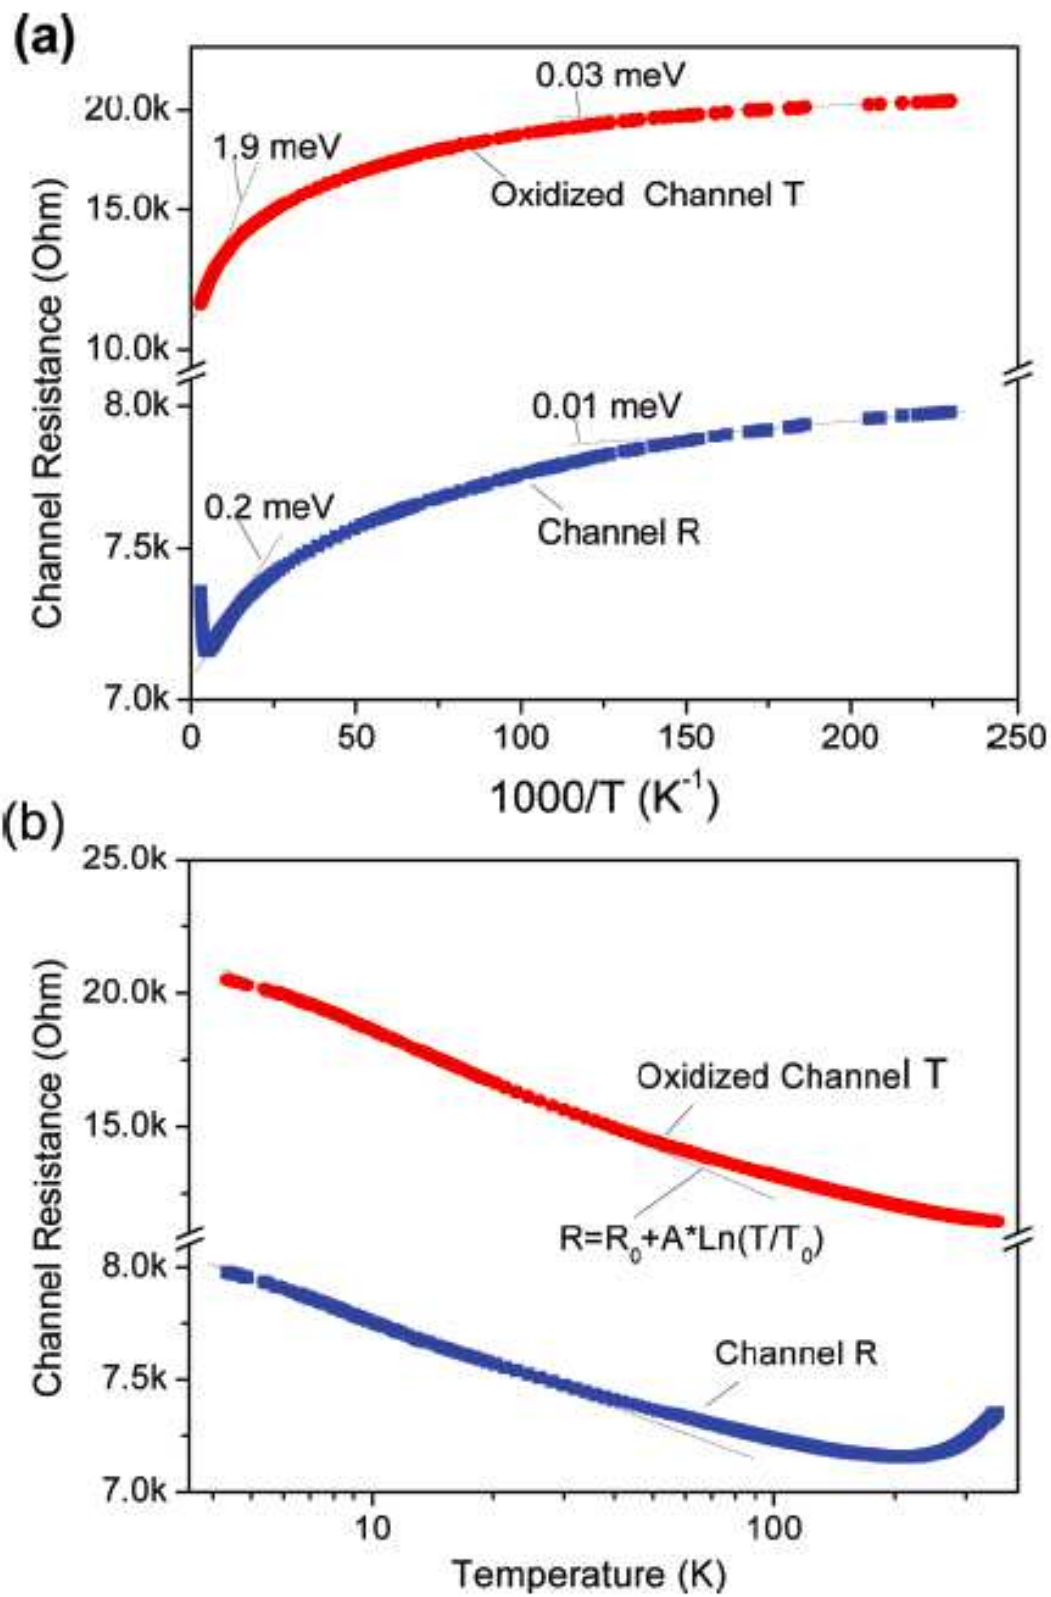 (a)
0.03 meV
20.0k
1.9 meV
Oxidized Channel T
15.0k
Channel Resistance (Ohm)
10.0k
8.0k
0.01 meV
0.2 meV
Channel R
7.5k
7.0k
0 50 100 150 200 250
1000/T (K⁻¹)
(b)
25.0k
20.0k
Oxidized Channel T
15.0k
Channel Resistance (Ohm)
R=R₀+A*Ln(T/T₀)
8.0k
Channel R
7.5k
7.0k
10 100
Temperature (K)